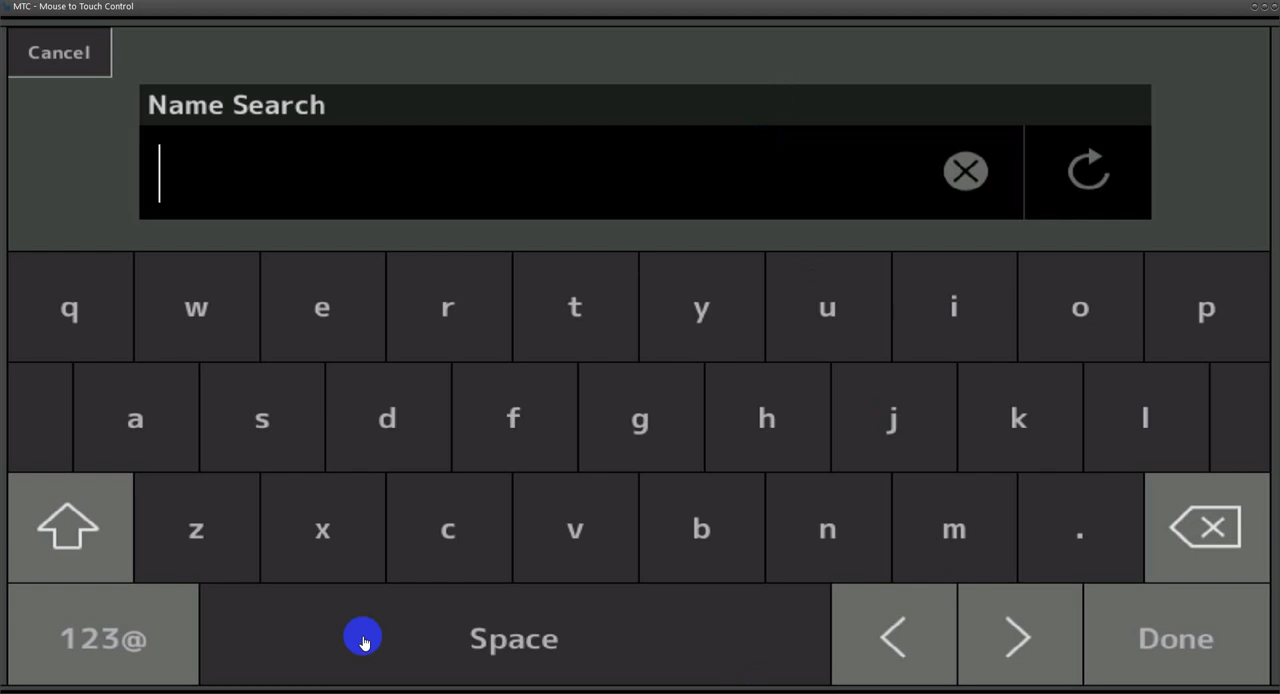 MTC - Mouse to Touch Control
Cancel
Name Search
q w e r t y u i o p
a s d f g h j k l
z x c v b n m .
123@ Space Done